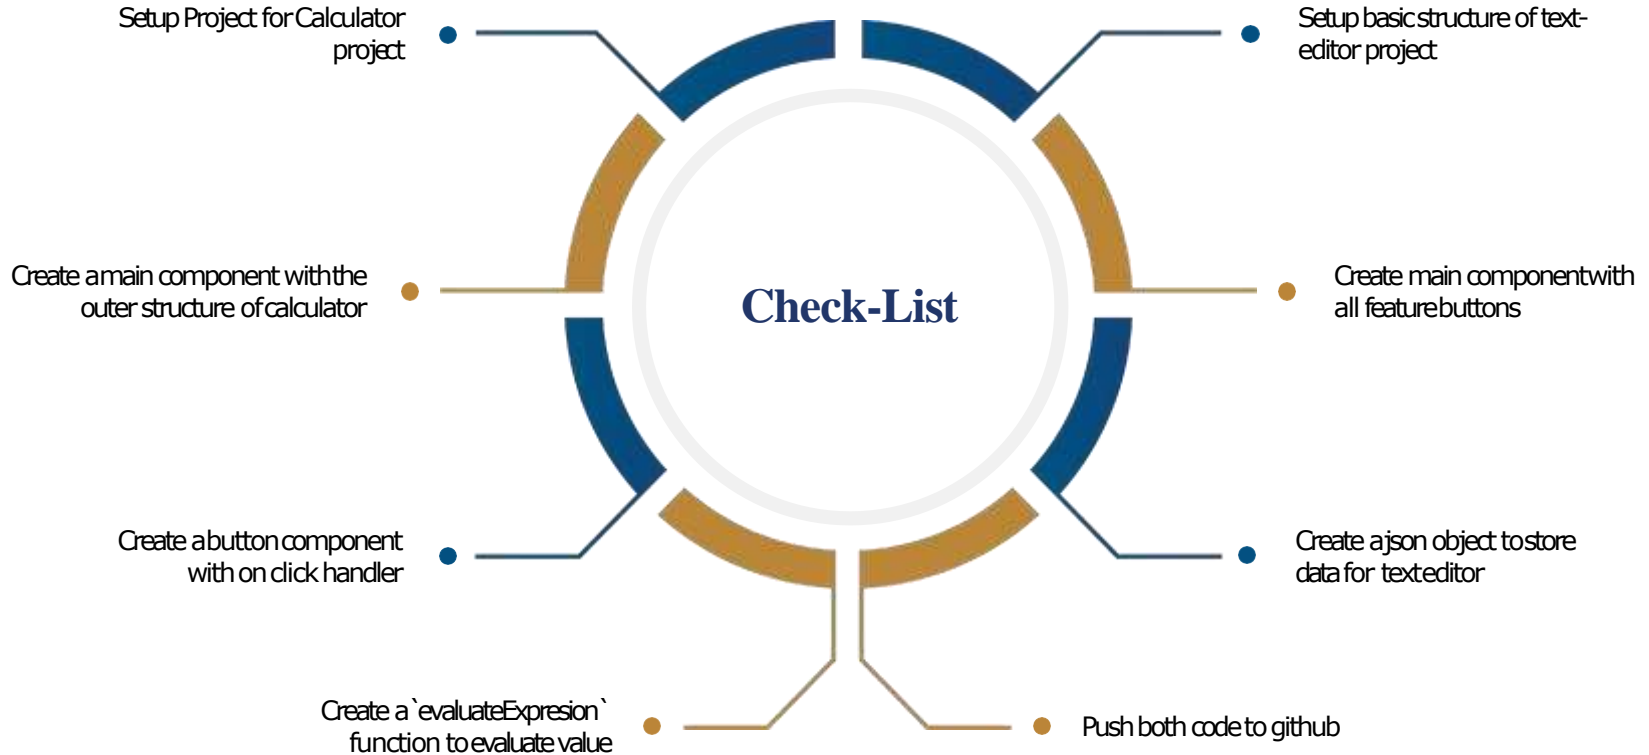 Setup Project for Calculator
project
Create a main component with the
outer structure of calculator
Create a button component
with on click handler
Create a `evaluateExpresion`
function to evaluate value
Check-List
Setup basic structure of text-
editor project
Create main component with
all feature buttons
Create a json object to store
data for text editor
Push both code to github